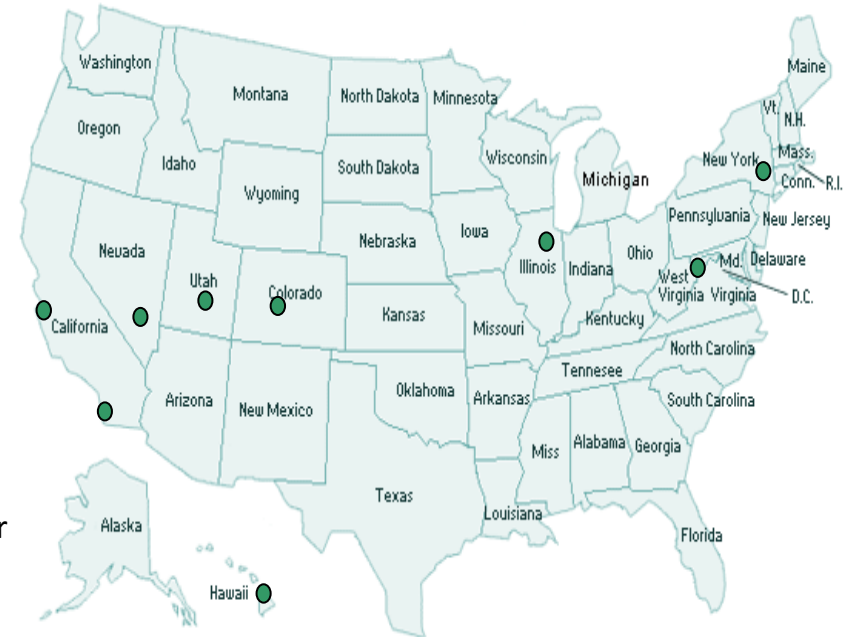 Washington
Montana
North Dakota
Minnesota
Maine
Oregon
Idaho
South Dakota
Wisconsin
Michigan
Vt.
N.H.
New York
Mass.
Conn.
R.I.
Wyoming
Nebraska
Iowa
Pennsylvania
New Jersey
Nevada
Utah
Colorado
Illinois
Indiana
Ohio
Md.
Delaware
West
Virginia
Virginia
D.C.
California
Kansas
Missouri
Kentucky
North Carolina
Tennesee
South Carolina
Arizona
New Mexico
Oklahoma
Arkansas
Miss
Alabama
Georgia
Texas
Louisiana
Florida
r
Alaska
Hawaii